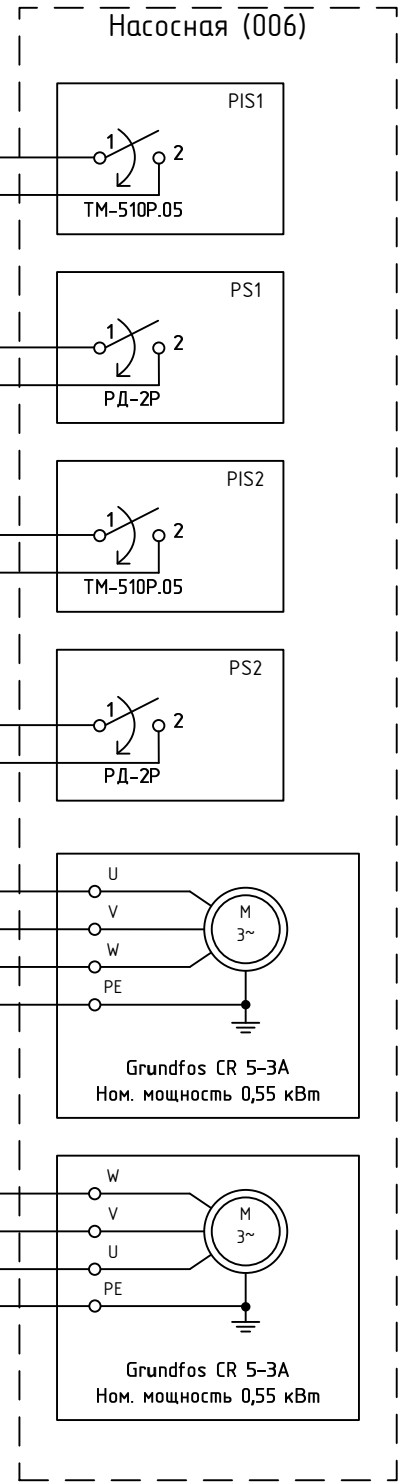 Насосная (006)
PIS1
1 2
ТМ-510Р.05
PS1
1 2
РД-2Р
PIS2
1 2
ТМ-510Р.05
PS2
1 2
РД-2Р
U
V
W
PE
M
3~
Grundfos CR 5-3A
Ном. мощность 0,55 кВт
W
V
U
PE
M
3~
Grundfos CR 5-3A
Ном. мощность 0,55 кВт